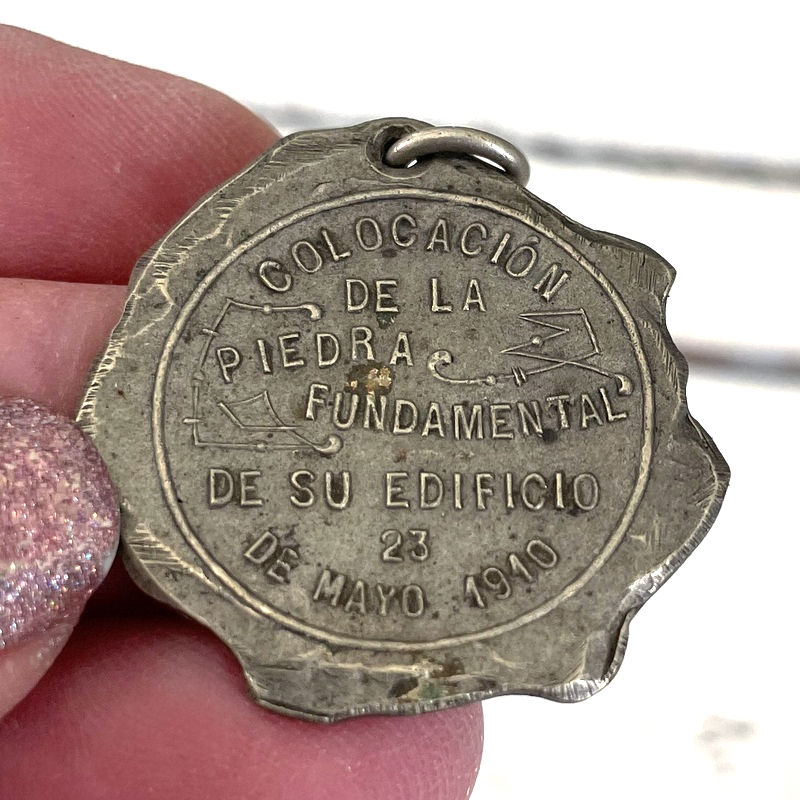 COLOCACIÓN
DE LA
PIEDRA
FUNDAMENTAL
DE SU EDIFICIO
23
DE MAYO 1910